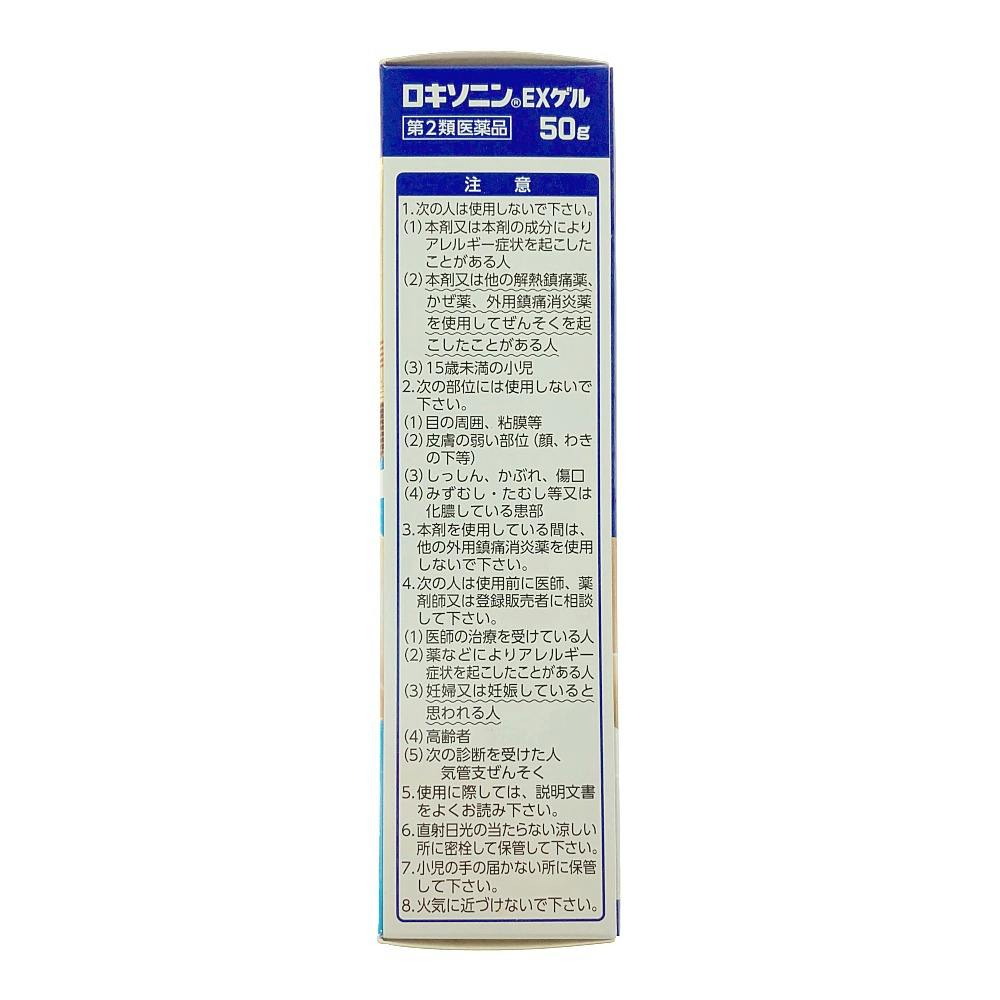 ロキソニン®EXゲル
第2類医薬品 50g
注 意
1.次の人は使用しないで下さい。
(1)本剤又は本剤の成分により
アレルギー症状を起こした
ことがある人
(2)本剤又は他の解熱鎮痛薬、
かぜ薬、外用鎮痛消炎薬
を使用してぜんそくを起
こしたことがある人
(3)15歳未満の小児
2.次の部位には使用しないで
下さい。
(1)目の周囲、粘膜等
(2)皮膚の弱い部位(顔、わき
の下等)
(3)しっしん、かぶれ、傷口
(4)みずむし・たむし等又は
化膿している患部
3.本剤を使用している間は、
他の外用鎮痛消炎薬を使用
しないで下さい。
4.次の人は使用前に医師、薬
剤師又は登録販売者に相談
して下さい。
(1)医師の治療を受けている人
(2)薬などによりアレルギー
症状を起こしたことがある人
(3)妊婦又は妊娠していると
思われる人
(4)高齢者
(5)次の診断を受けた人
気管支ぜんそく
5.使用に際しては、説明文書
をよくお読み下さい。
6.直射日光の当たらない涼しい
所に密栓して保管して下さい。
7.小児の手の届かない所に保管
して下さい。
8.火気に近づけないで下さい。